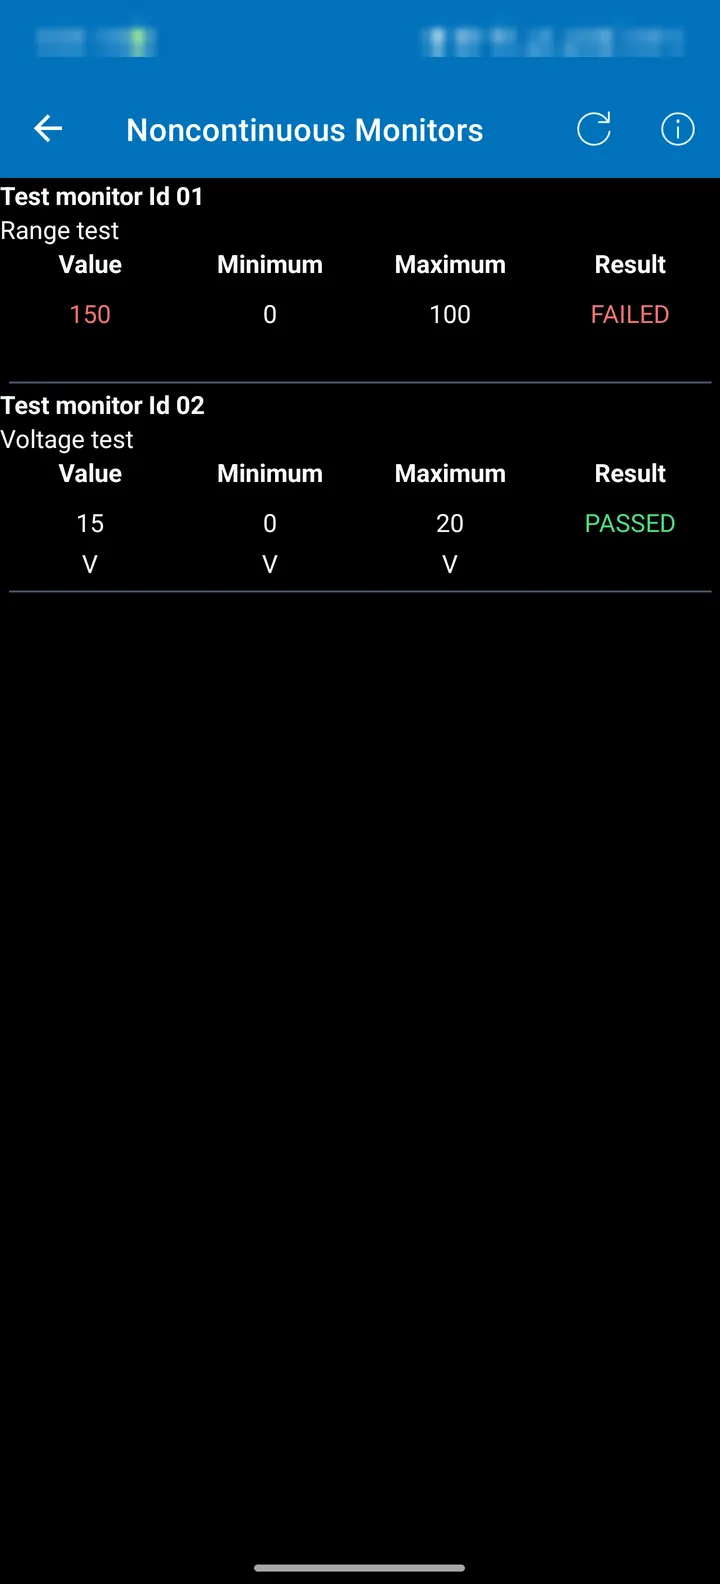 Noncontinuous Monitors
Test monitor Id 01
Range test
Value Minimum Maximum Result
150 0 100 FAILED
Test monitor Id 02
Voltage test
Value Minimum Maximum Result
15 0 20 PASSED
V V V